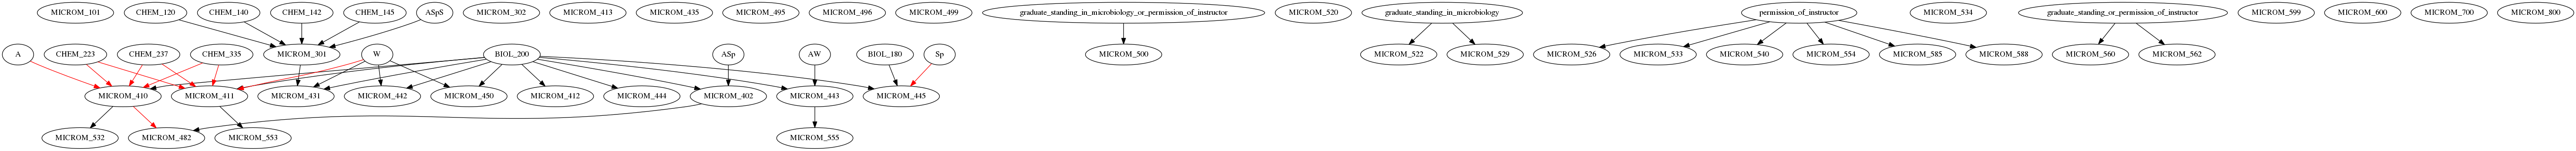 MICROM_101
CHEM_120
CHEM_140
CHEM_142
CHEM_145
ASpS
MICROM_302
MICROM_413
MICROM_435
MICROM_495
MICROM_496
MICROM_499
graduate_standing_in_microbiology_or_permission_of_instructor
MICROM_520
graduate_standing_in_microbiology
permission_of_instructor
MICROM_534
graduate_standing_or_permission_of_instructor
MICROM_599
MICROM_600
MICROM_700
MICROM_800
A
CHEM_223
CHEM_237
CHEM_335
MICROM_301
W
BIOL_200
ASp
AW
BIOL_180
Sp
MICROM_500
MICROM_522
MICROM_529
MICROM_526
MICROM_533
MICROM_540
MICROM_554
MICROM_585
MICROM_588
MICROM_560
MICROM_562
MICROM_410
MICROM_411
MICROM_431
MICROM_442
MICROM_450
MICROM_412
MICROM_444
MICROM_402
MICROM_443
MICROM_445
MICROM_532
MICROM_482
MICROM_553
MICROM_555